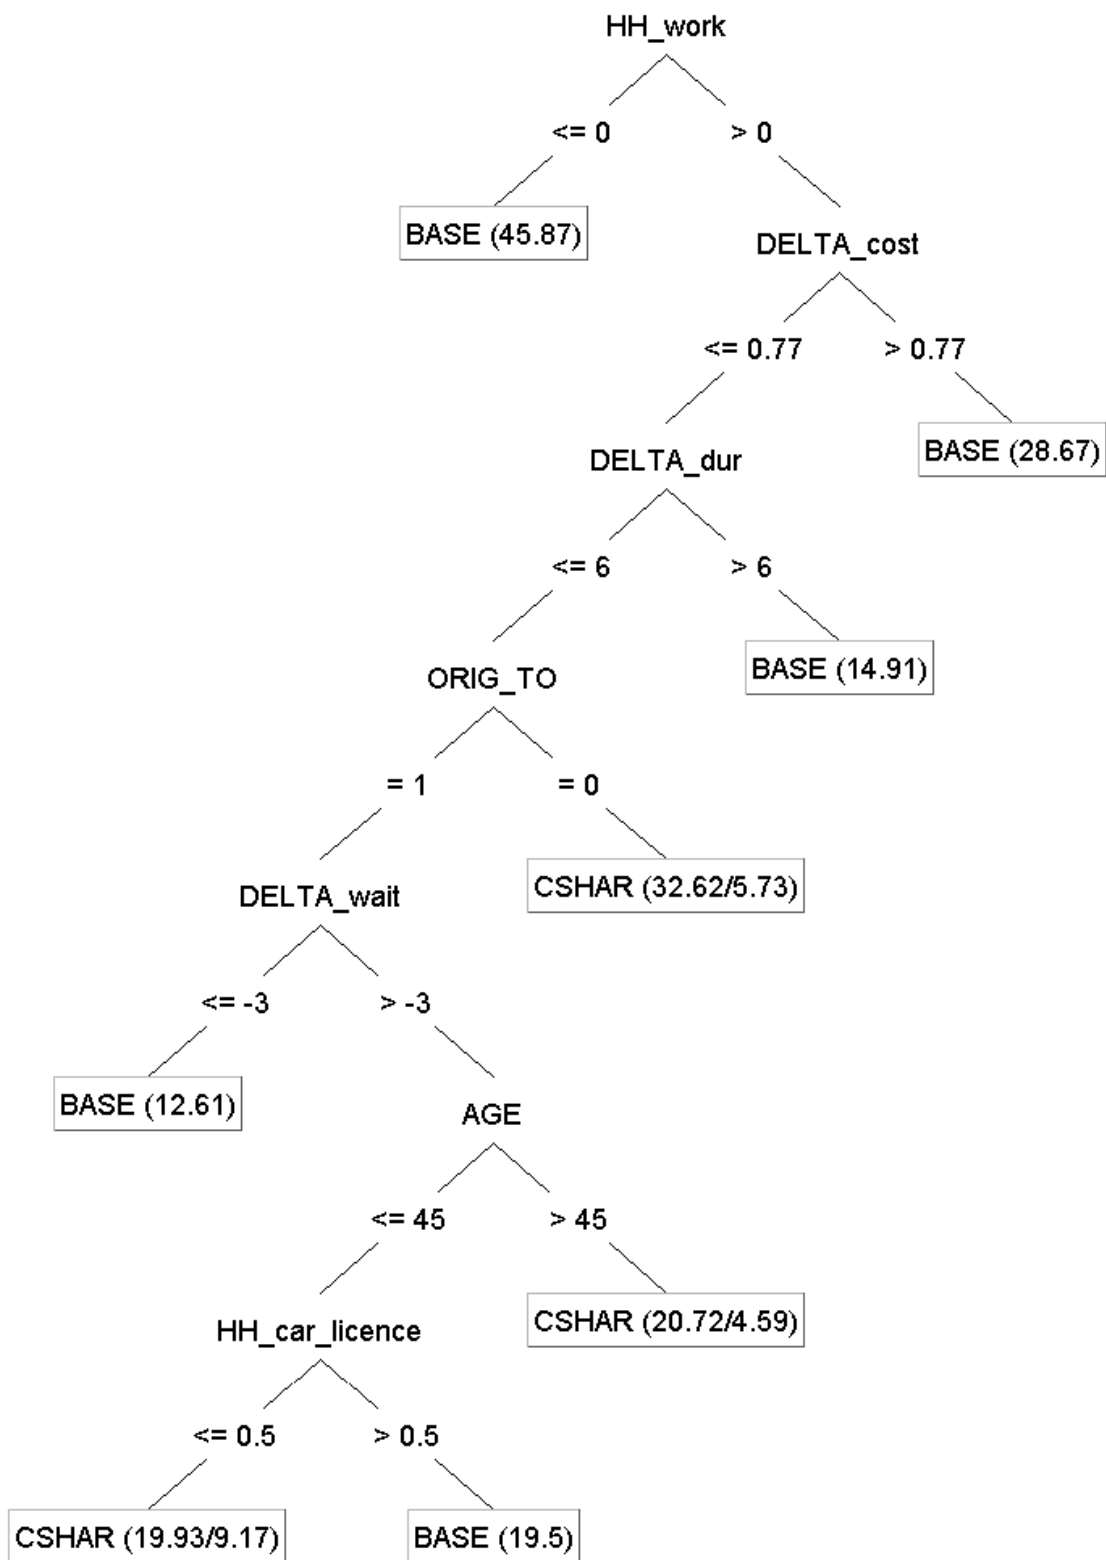 HH_work
<= 0
> 0
BASE (45.87)
DELTA_cost
<= 0.77
> 0.77
BASE (28.67)
DELTA_dur
<= 6
> 6
BASE (14.91)
ORIG_TO
= 1
= 0
CSHAR (32.62/5.73)
DELTA_wait
<= -3
> -3
BASE (12.61)
AGE
<= 45
> 45
CSHAR (20.72/4.59)
HH_car_licence
<= 0.5
> 0.5
CSHAR (19.93/9.17)
BASE (19.5)